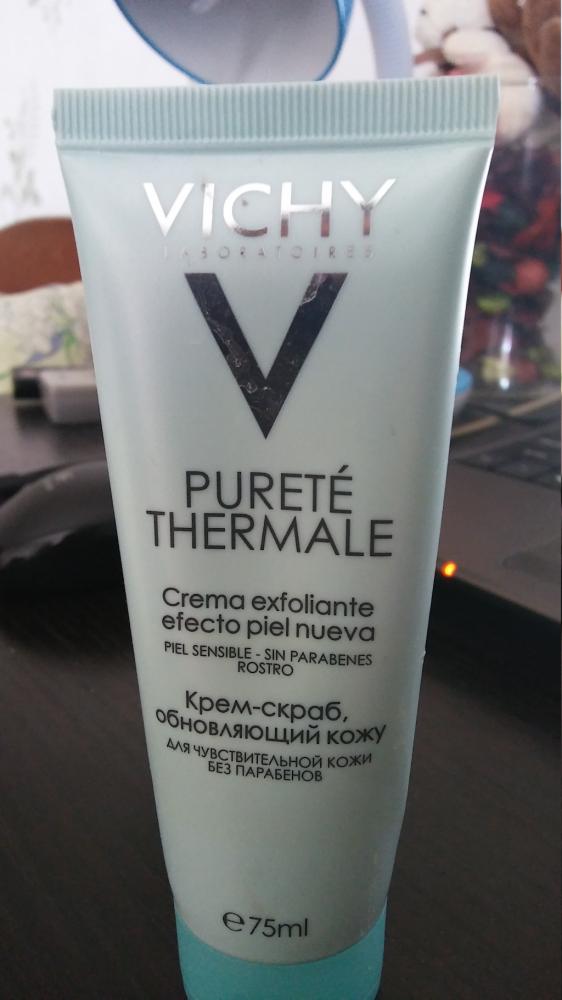 VICHY
LABORATOIRES
V
PURETÉ
THERMALE
Crema exfoliante
efecto piel nueva
PIEL SENSIBLE - SIN PARABENES
ROSTRO
Крем-скраб,
обновляющий кожу
ДЛЯ ЧУВСТВИТЕЛЬНОЙ КОЖИ
БЕЗ ПАРАБЕНОВ
℮75ml